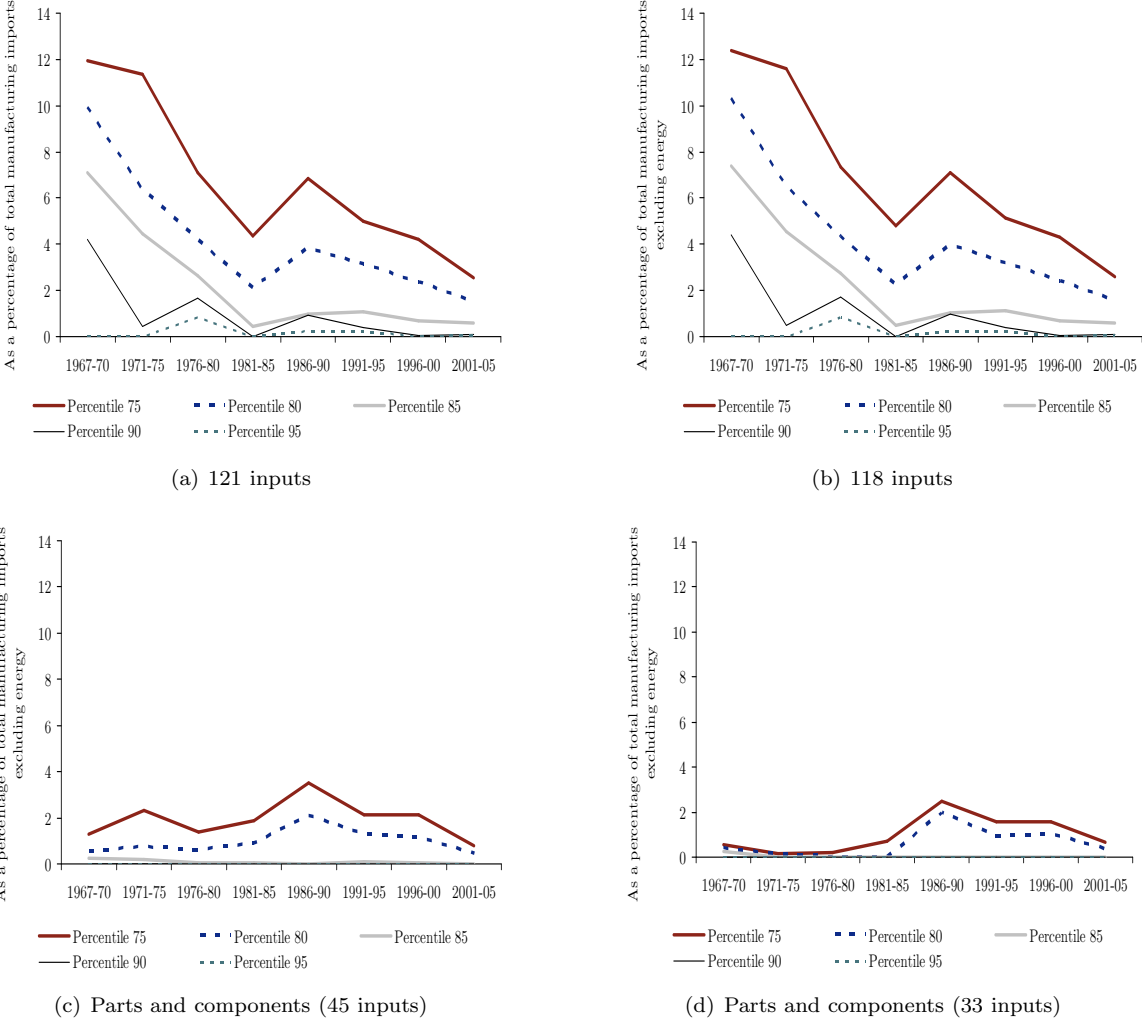 As a percentage of total manufacturing imports
14
12
10
8
6
4
2
0
1967-70 1971-75 1976-80 1981-85 1986-90 1991-95 1996-00 2001-05
Percentile 75 Percentile 80 Percentile 85
Percentile 90 Percentile 95
(a) 121 inputs
As a percentage of total manufacturing imports
excluding energy
14
12
10
8
6
4
2
0
1967-70 1971-75 1976-80 1981-85 1986-90 1991-95 1996-00 2001-05
Percentile 75 Percentile 80 Percentile 85
Percentile 90 Percentile 95
(b) 118 inputs
As a percentage of total manufacturing imports
excluding energy
14
12
10
8
6
4
2
0
1967-70 1971-75 1976-80 1981-85 1986-90 1991-95 1996-00 2001-05
Percentile 75 Percentile 80 Percentile 85
Percentile 90 Percentile 95
(c) Parts and components (45 inputs)
As a percentage of total manufacturing imports
excluding energy
14
12
10
8
6
4
2
0
1967-70 1971-75 1976-80 1981-85 1986-90 1991-95 1996-00 2001-05
Percentile 75 Percentile 80 Percentile 85
Percentile 90 Percentile 95
(d) Parts and components (33 inputs)